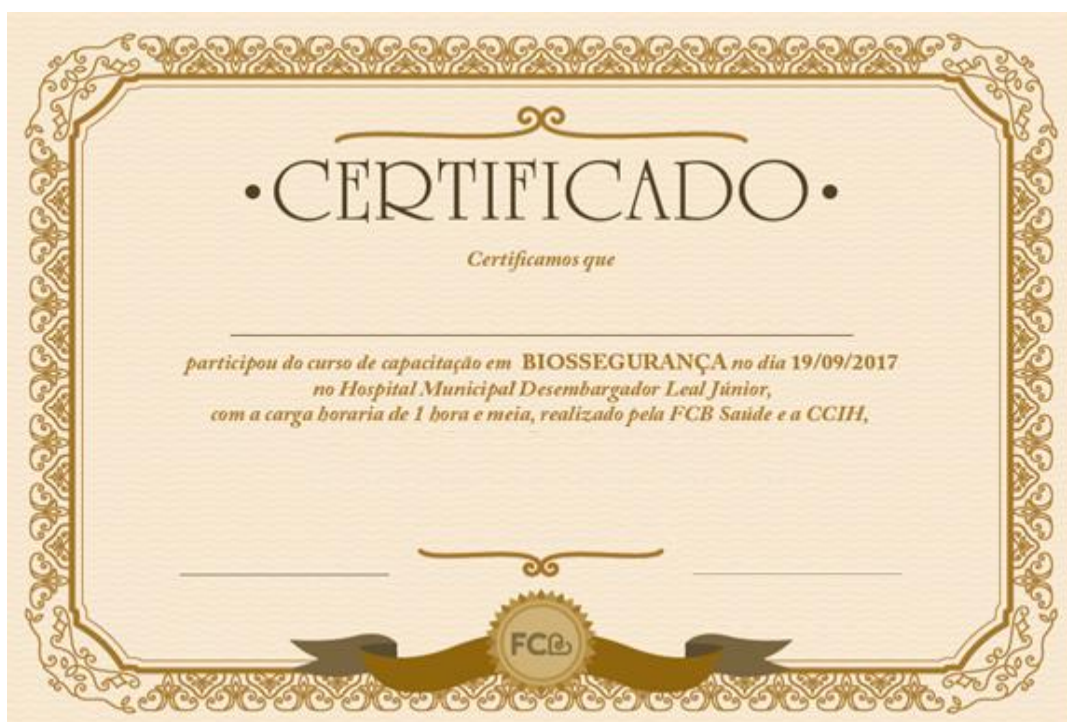 •CERTIFICADO•
Certificamos que
participou do curso de capacitação em BIOSSEGURANÇA no dia 19/09/2017
no Hospital Municipal Desembargador Leal Júnior,
com a carga horaria de 1 hora e meia, realizado pela FCB Saúde e a CCIH,
FCB